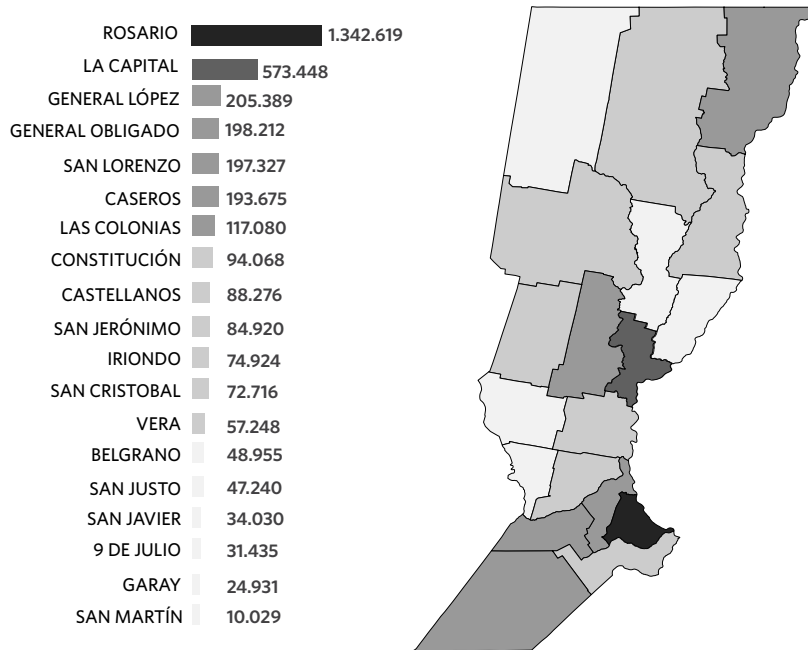 ROSARIO 1.342.619
LA CAPITAL 573.448
GENERAL LÓPEZ 205.389
GENERAL OBLIGADO 198.212
SAN LORENZO 197.327
CASEROS 193.675
LAS COLONIAS 117.080
CONSTITUCIÓN 94.068
CASTELLANOS 88.276
SAN JERÓNIMO 84.920
IRIONDO 74.924
SAN CRISTOBAL 72.716
VERA 57.248
BELGRANO 48.955
SAN JUSTO 47.240
SAN JAVIER 34.030
9 DE JULIO 31.435
GARAY 24.931
SAN MARTÍN 10.029